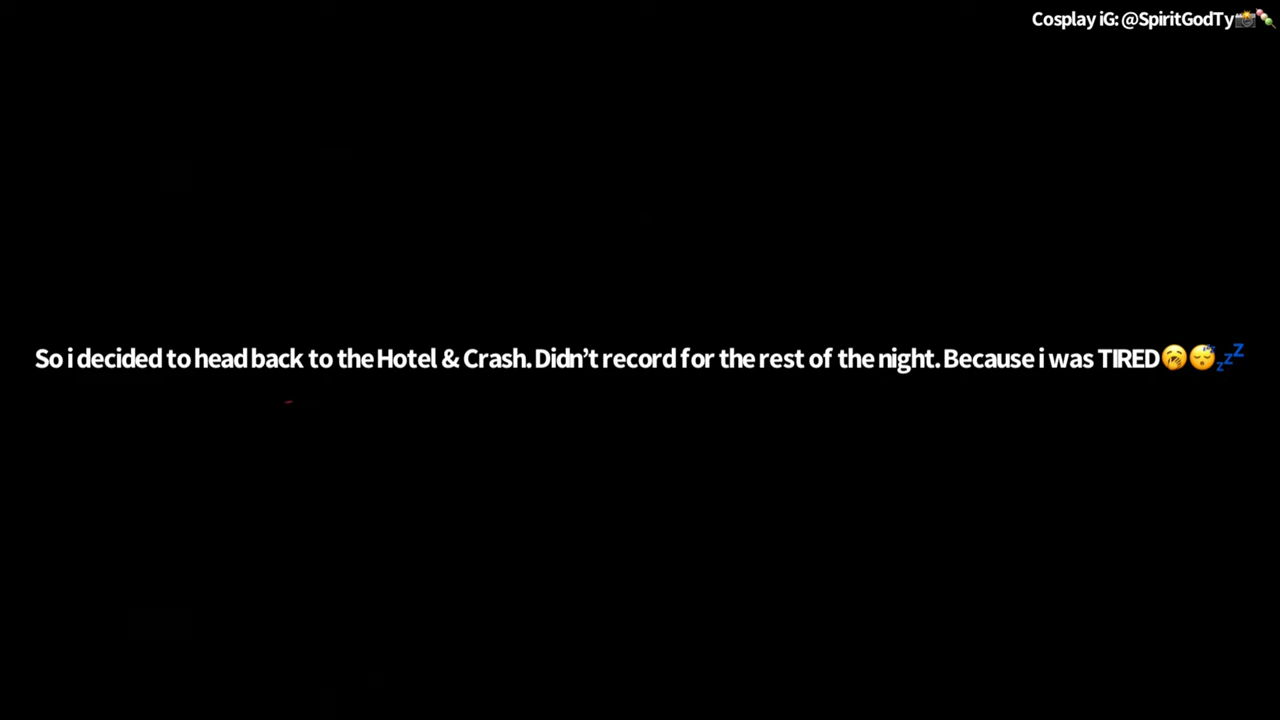 Cosplay iG: @SpiritGodTy📸🍡
So i decided to head back to the Hotel & Crash. Didn’t record for the rest of the night. Because i was TIRED🥱😴💤